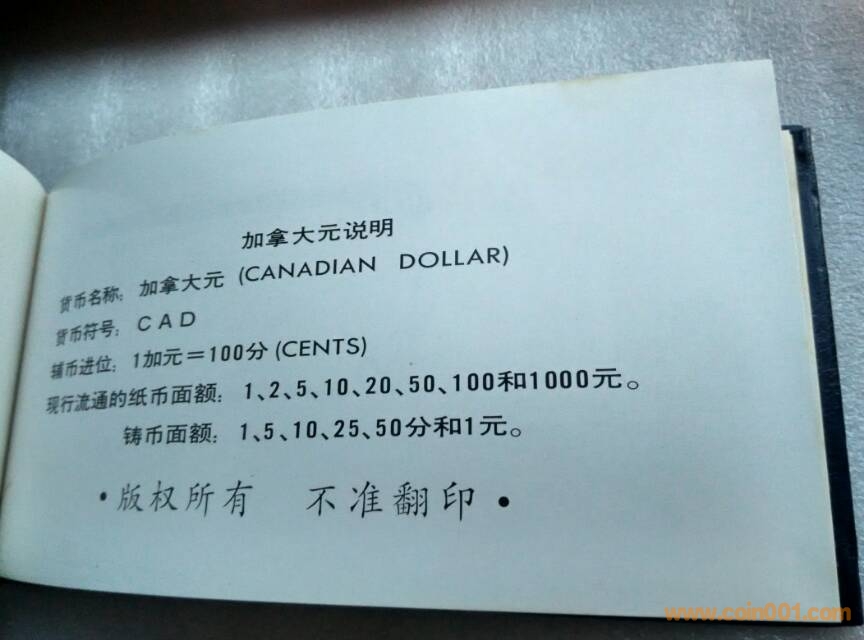 加拿大元说明
货币名称: 加拿大元 (CANADIAN DOLLAR)
货币符号: CAD
辅币进位: 1加元=100分 (CENTS)
现行流通的纸币面额: 1、2、5、10、20、50、100和1000元。
铸币面额: 1、5、10、25、50分和1元。
·版权所有 不准翻印·
www.coin001.com